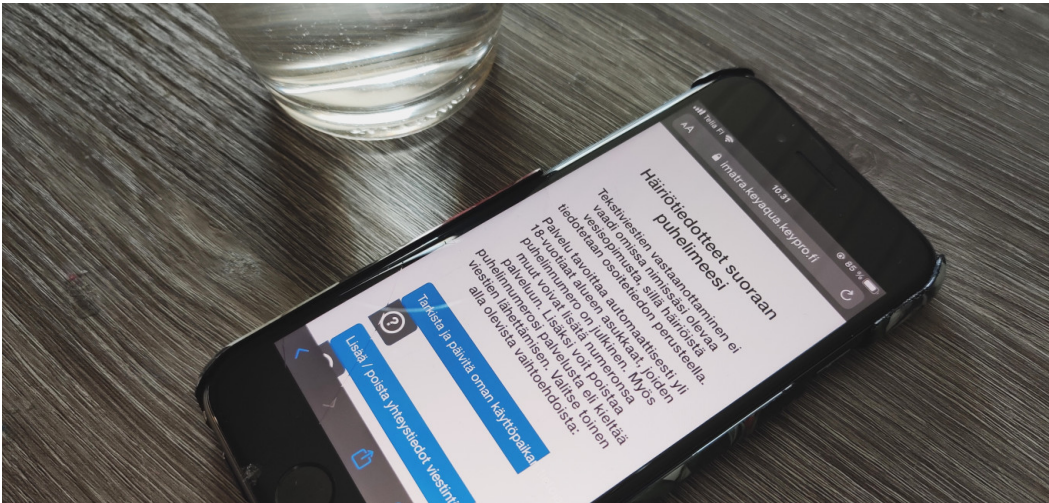 Telia FI
10.31
85 %
AA
imatra.keyaqua.keypro.fi
Häiriötiedotteet suoraan
puhelimeesi
Tekstiviestien vastaanottaminen ei
vaadi omissa nimissäsi olevaa
vesisopimusta, sillä häiriöistä
tiedotetaan osoitetiedon perusteella.
Palvelu tavoittaa automaattisesti yli
18-vuotiaat alueen asukkaat, joiden
puhelinnumero on julkinen. Myös
muut voivat lisätä numeronsa
palveluun. Lisäksi voit poistaa
puhelinnumerosi palvelusta eli kieltää
viestien lähettämisen. Valitse toinen
alla olevista vaihtoehdoista:
Tarkista ja päivitä oman käyttöpaikan
?
Lisää / poista yhteystiedot viestintä